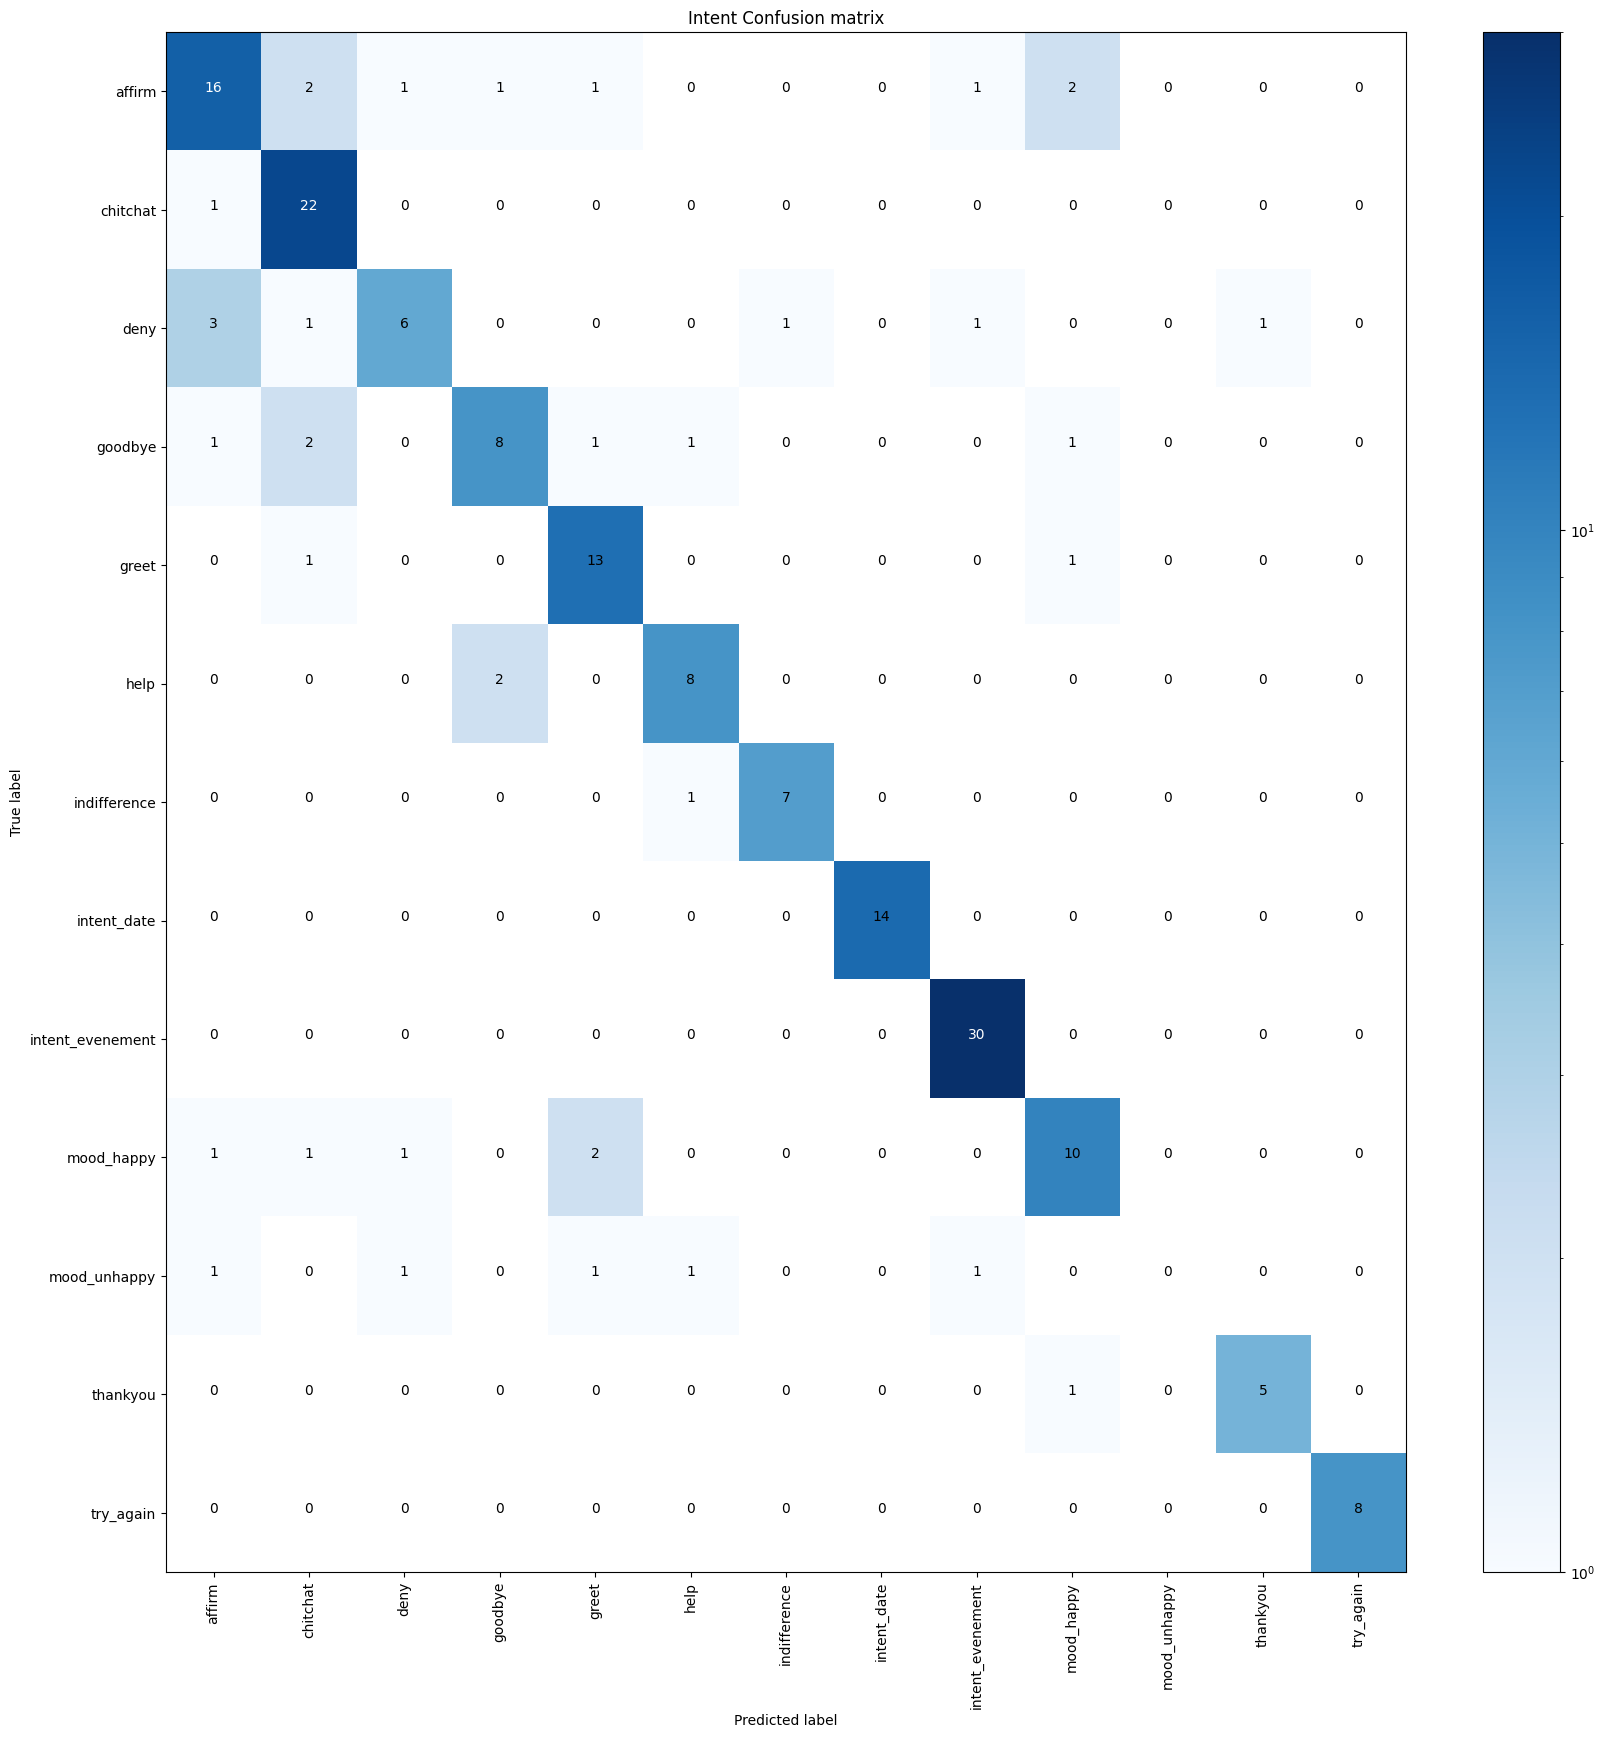 Intent Confusion matrix
affirm 16 2 1 1 1 0 0 0 1 2 0 0 0
chitchat 1 22 0 0 0 0 0 0 0 0 0 0 0
deny 3 1 6 0 0 0 1 0 1 0 0 1 0
goodbye 1 2 0 8 1 1 0 0 0 1 0 0 0
greet 0 1 0 0 13 0 0 0 0 1 0 0 0
help 0 0 0 2 0 8 0 0 0 0 0 0 0
indifference 0 0 0 0 0 1 7 0 0 0 0 0 0
intent_date 0 0 0 0 0 0 0 14 0 0 0 0 0
intent_evenement 0 0 0 0 0 0 0 0 30 0 0 0 0
mood_happy 1 1 1 0 2 0 0 0 0 10 0 0 0
mood_unhappy 1 0 1 0 1 1 0 0 1 0 0 0 0
thankyou 0 0 0 0 0 0 0 0 0 1 0 5 0
try_again 0 0 0 0 0 0 0 0 0 0 0 0 8
True label
affirm chitchat deny goodbye greet help indifference intent_date intent_evenement mood_happy mood_unhappy thankyou try_again
Predicted label
10¹
10⁰